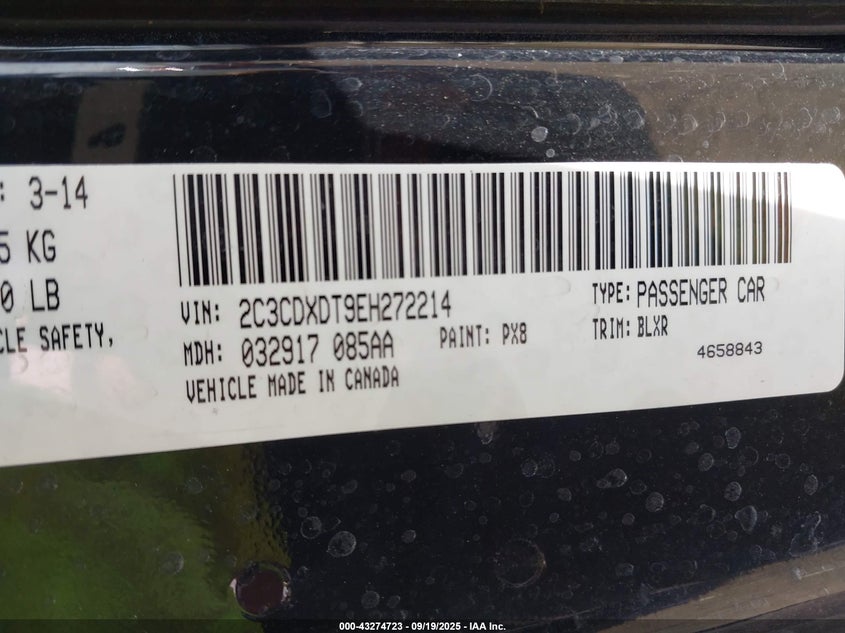 : 3-14
5 KG
0 LB
CLE SAFETY,
VIN: 2C3CDXDT9EH272214
TYPE: PASSENGER CAR
MDH: 032917 085AA
PAINT: PX8
TRIM: BLXR
4658843
VEHICLE MADE IN CANADA
000-43274723 - 09/19/2025 - IAA Inc.